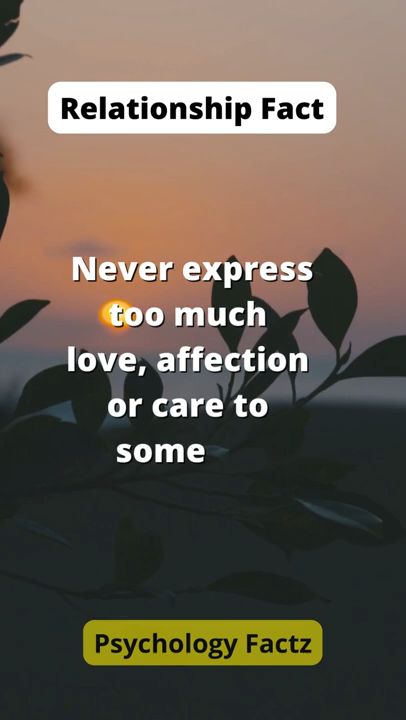 Relationship Fact
Never express
too much
love, affection
or care to
some
Psychology Factz